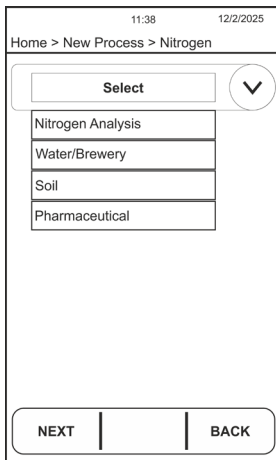 11:38 12/2/2025
Home > New Process > Nitrogen
Select
Nitrogen Analysis
Water/Brewery
Soil
Pharmaceutical
NEXT BACK